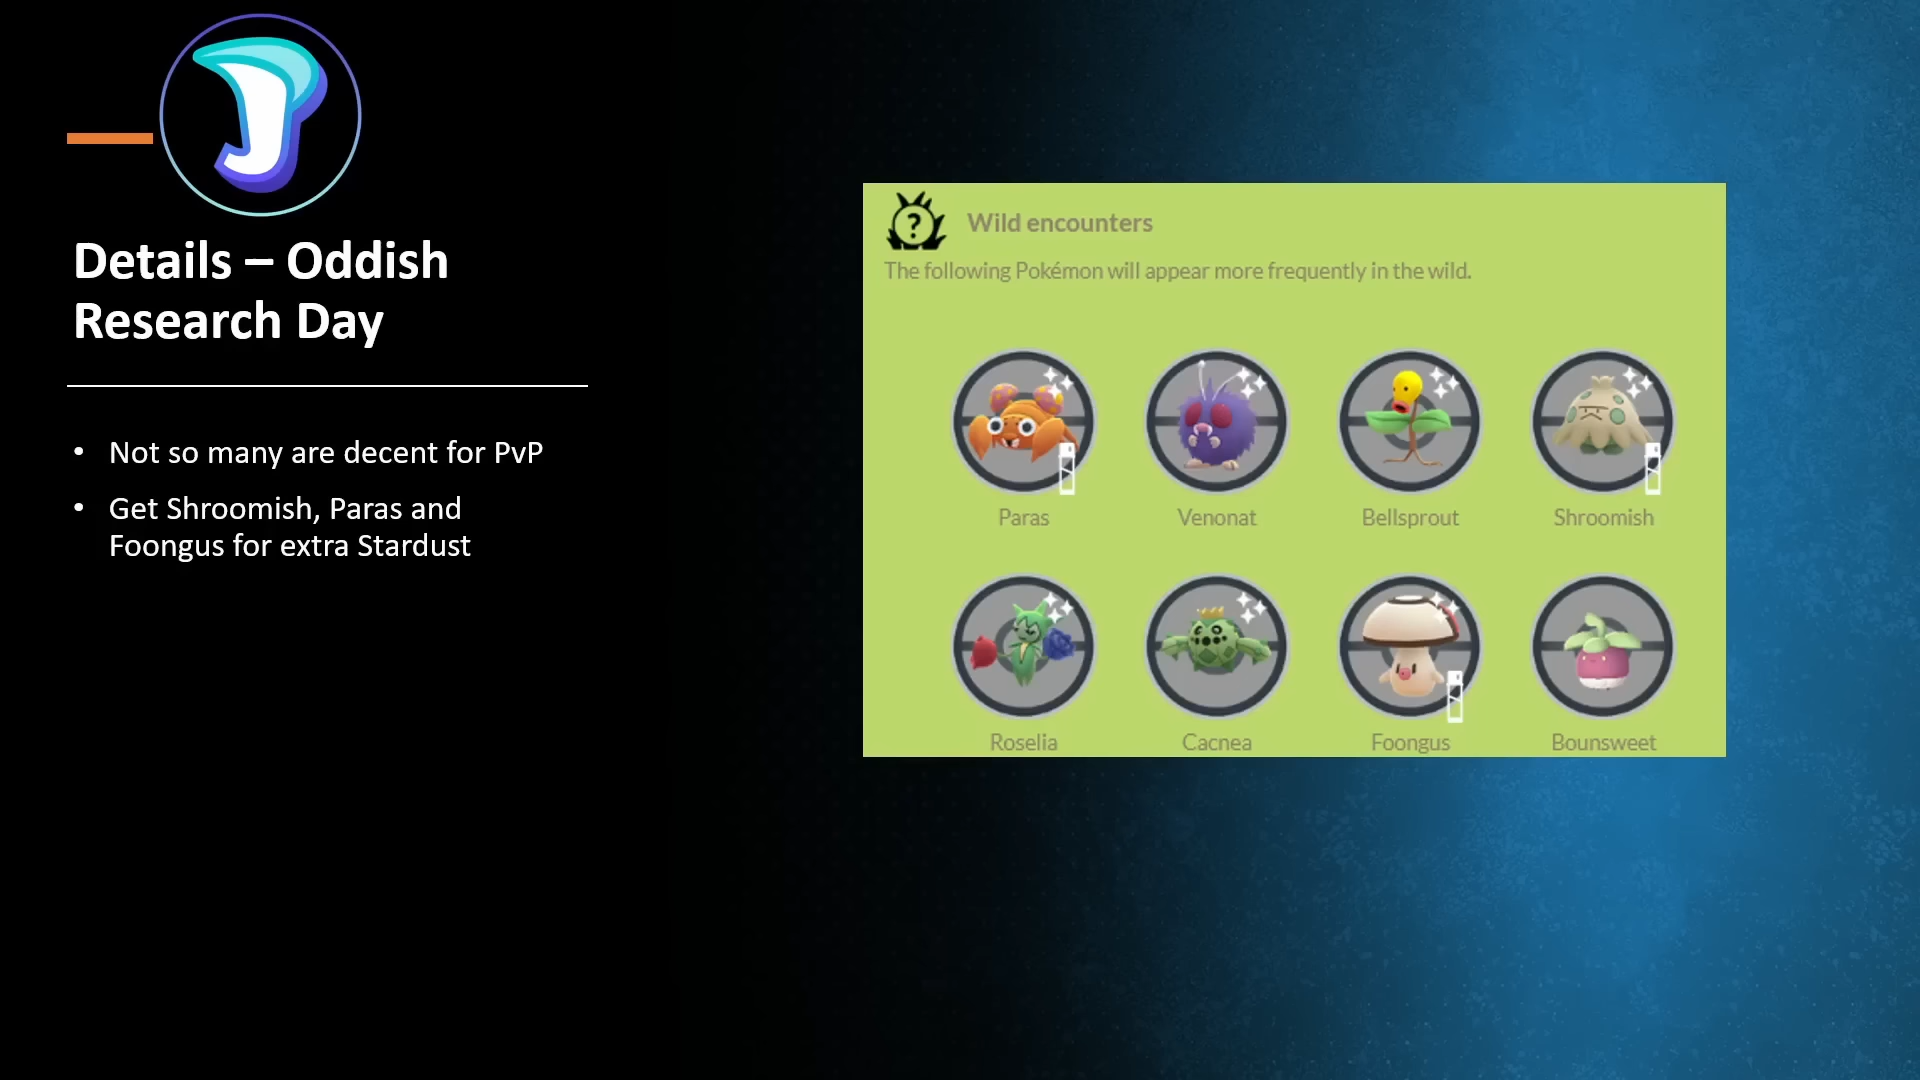 Details – Oddish
Research Day
• Not so many are decent for PvP
• Get Shroomish, Paras and
Foongus for extra Stardust
?
Wild encounters
The following Pokémon will appear more frequently in the wild.
Paras
Venonat
Bellsprout
Shroomish
Roselia
Cacnea
Foongus
Bounsweet